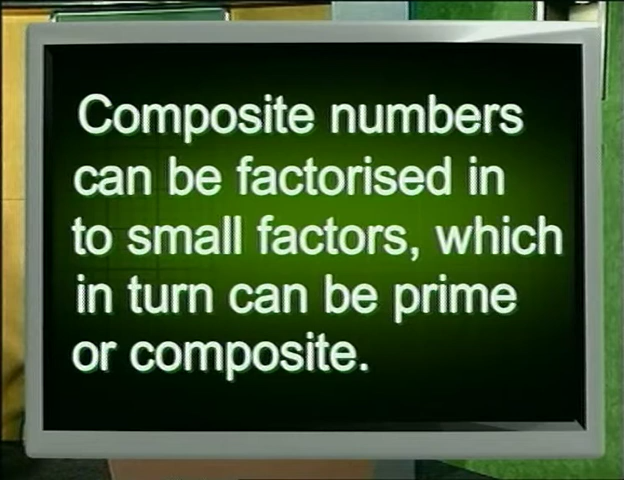 Composite numbers
can be factorised in
to small factors, which
in turn can be prime
or composite.